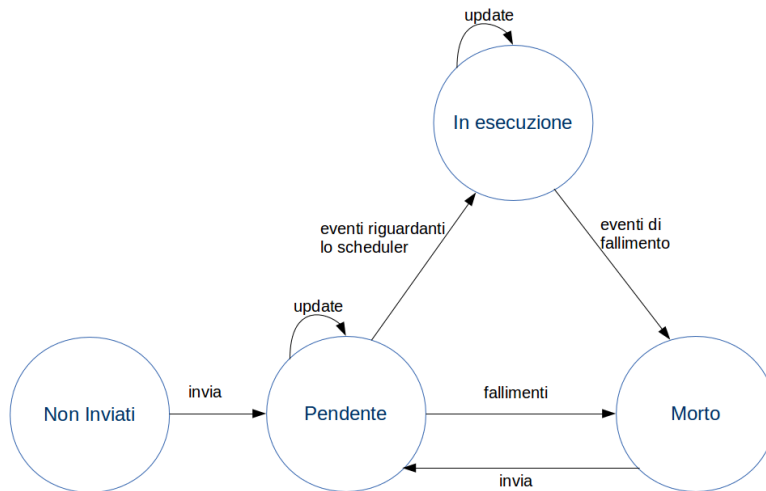 update
In esecuzione
eventi riguardanti
lo scheduler
eventi di
fallimento
update
Non Inviati
invia
Pendente
fallimenti
Morto
invia